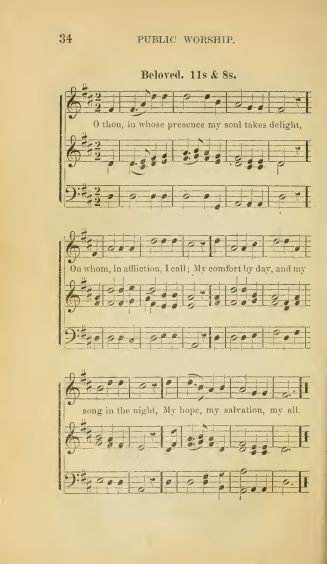 34 PUBLIC WORSHIP.
Beloved. 11s & 8s.
O thou, in whose presence my soul takes delight,
On whom, in affliction, I call; My comfort by day, and my
song in the night, My hope, my salvation, my all.